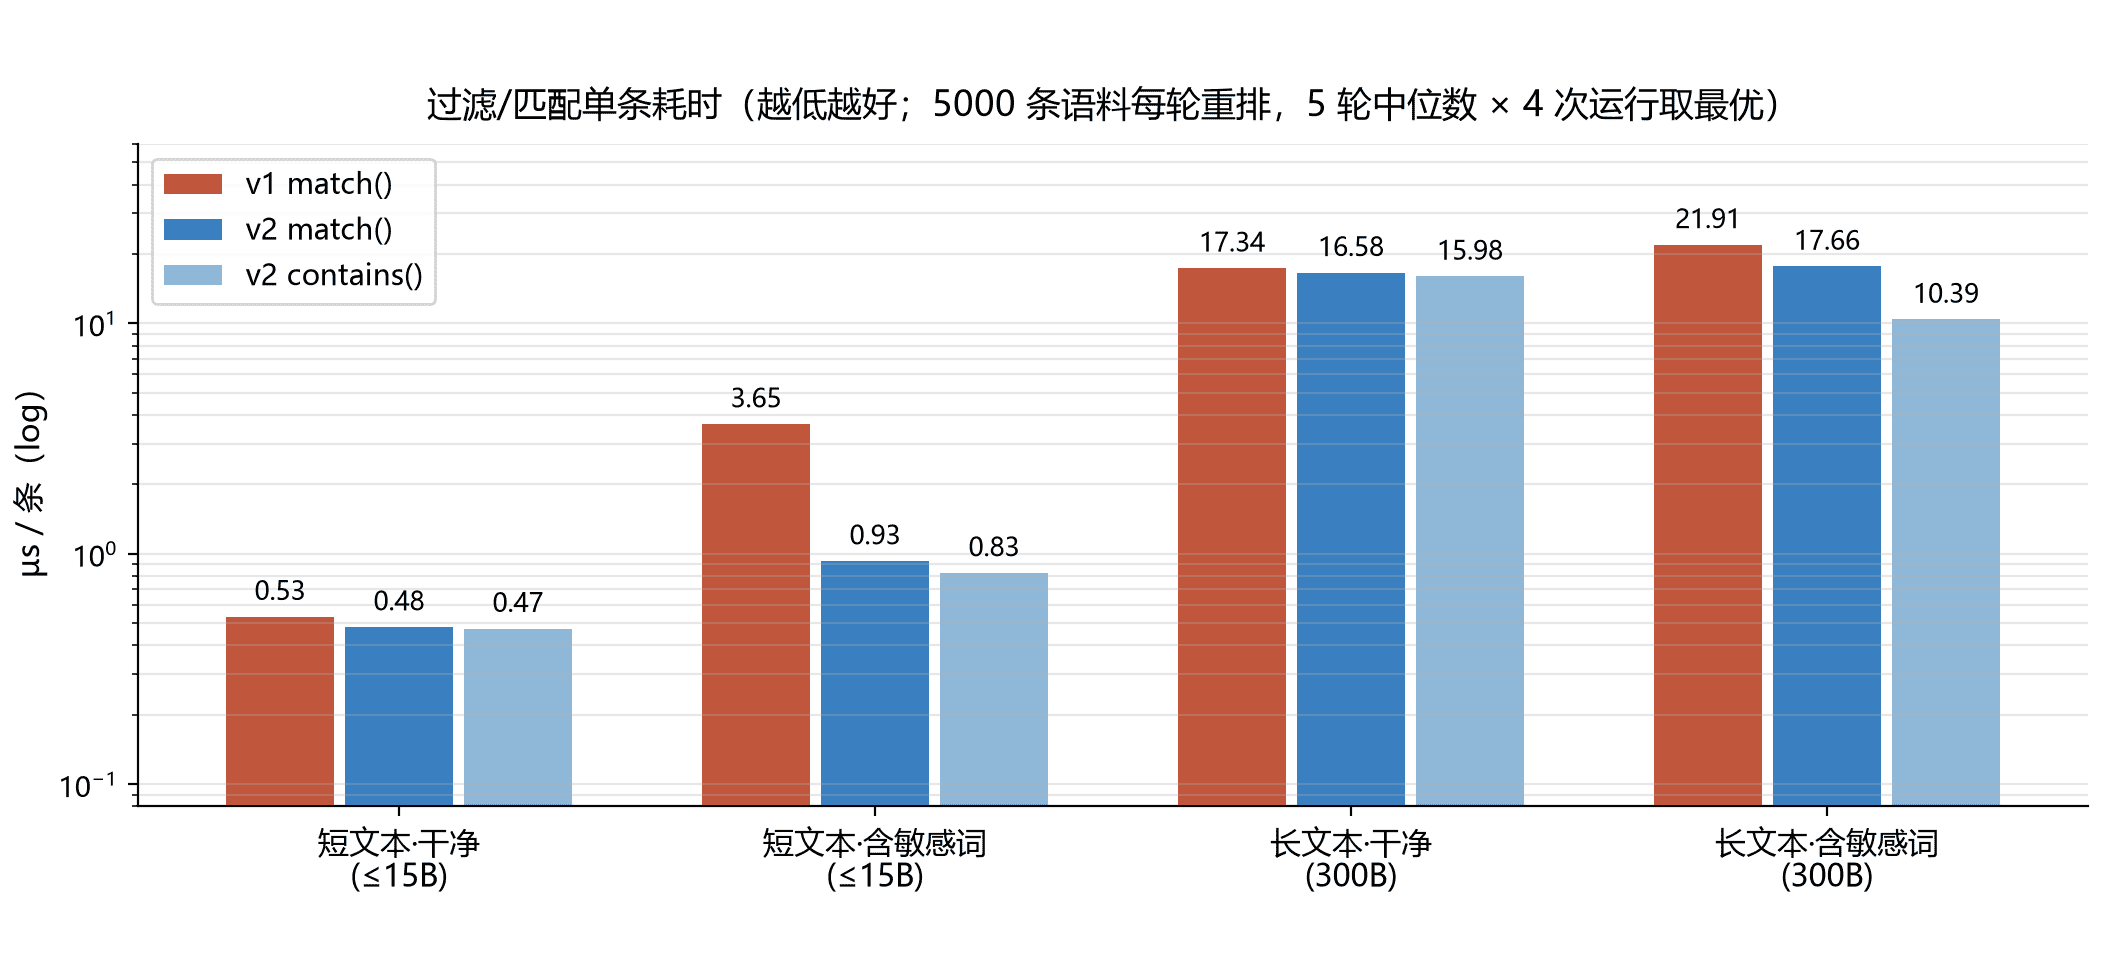 过滤/匹配单条耗时（越低越好；5000 条语料每轮重排，5 轮中位数 × 4 次运行取最优）
v1 match()
v2 match()
v2 contains()
µs / 条（log）
10¹
10⁰
10⁻¹
0.53
0.48
0.47
3.65
0.93
0.83
17.34
16.58
15.98
21.91
17.66
10.39
短文本·干净
(≤15B)
短文本·含敏感词
(≤15B)
长文本·干净
(300B)
长文本·含敏感词
(300B)